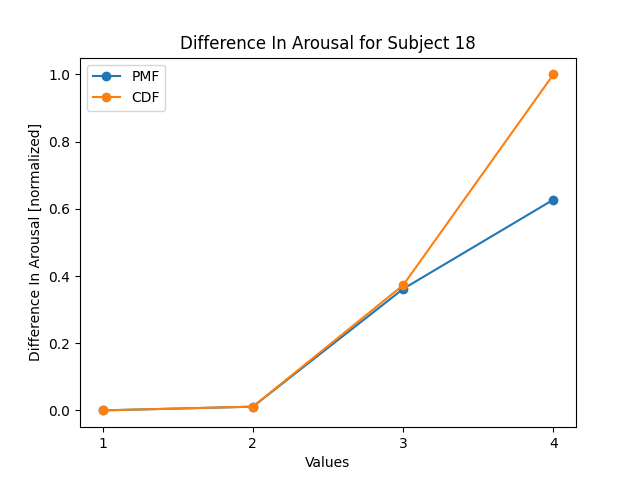 Difference In Arousal for Subject 18
PMF
CDF
Difference In Arousal [normalized]
1.0
0.8
0.6
0.4
0.2
0.0
1 2 3 4
Values